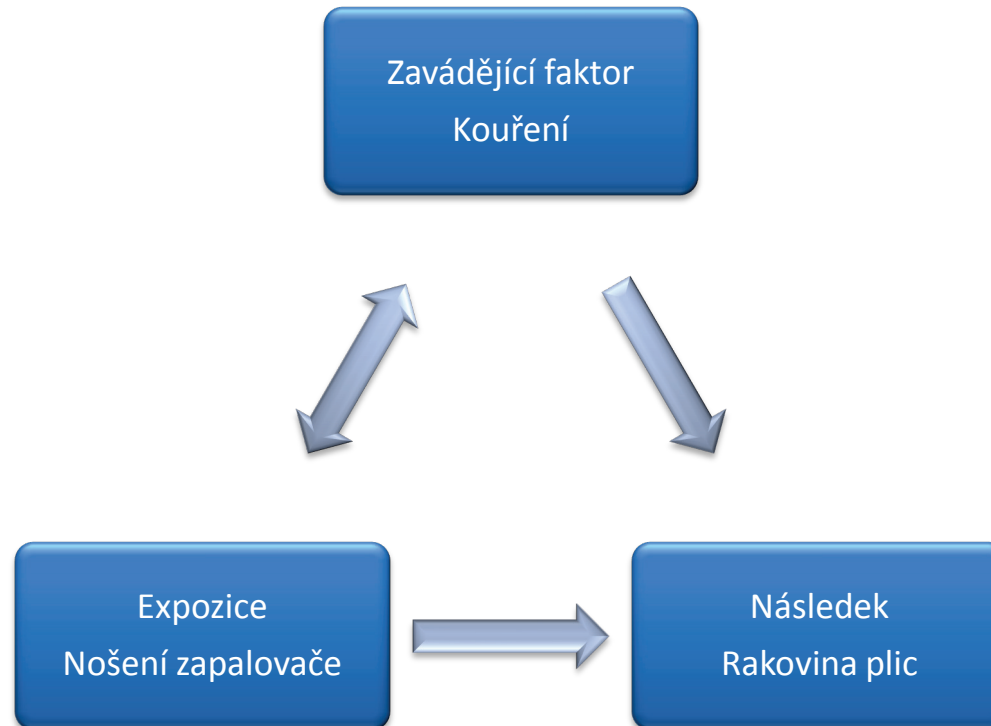 Zavádějící faktor
Kouření
Expozice
Nošení zapalovače
Následek
Rakovina plic